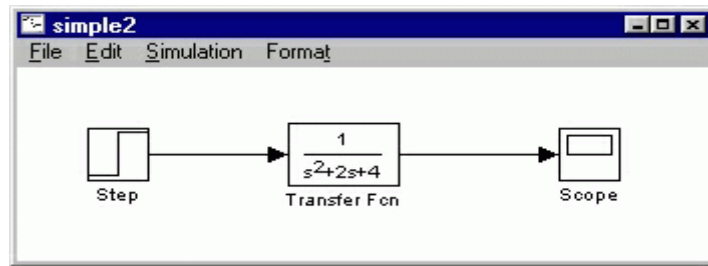 simple2
File Edit Simulation Format
1
s²+2s+4
Step
Transfer Fcn
Scope